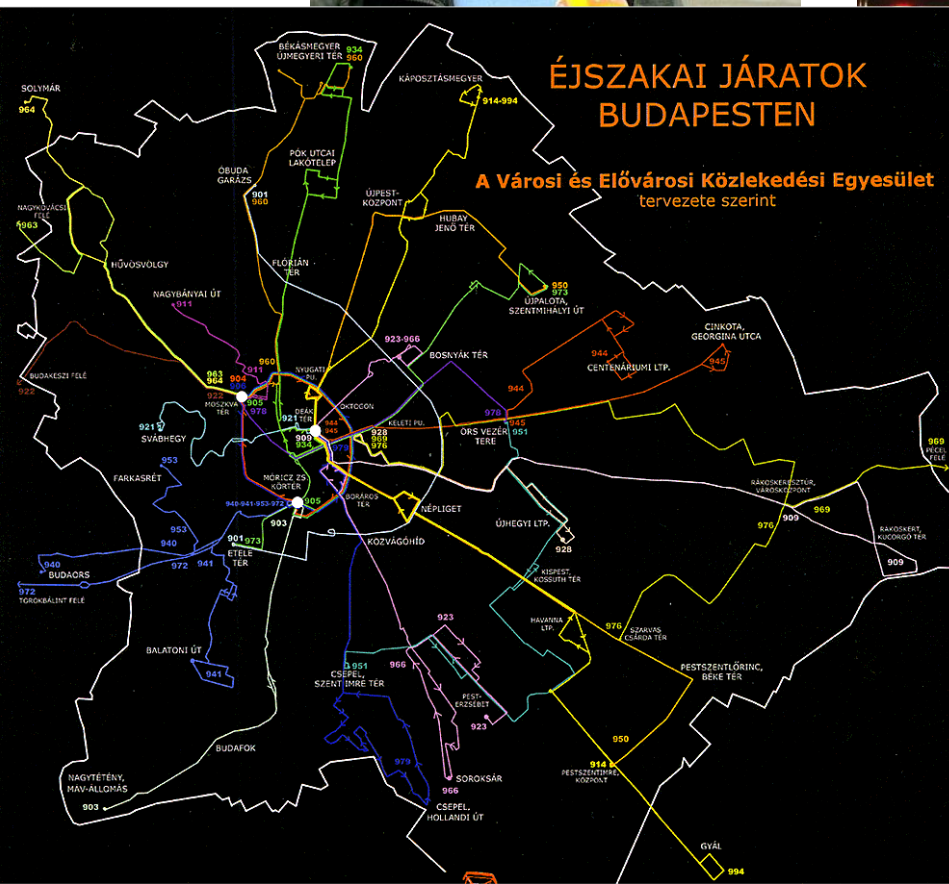 ÉJSZAKAI JÁRATOK
BUDAPESTEN
A Városi és Elővárosi Közlekedési Egyesület
tervezete szerint
BÉKÁSMEGYER
ÚJMEGYERI TÉR
934
960
KÁPOSZTÁSMEGYER
914-994
SOLYMÁR
964
PÓK UTCAI
LAKÓTELEP
ÓBUDA
GARÁZS
901
960
ÚJPEST-
KÖZPONT
HUBAY
JENŐ TÉR
NAGYKOVÁCSI
FELÉ
963
HŰVÖSVÖLGY
FLÓRIÁN
TÉR
950
973
ÚJPALOTA,
SZENTMIHÁLYI ÚT
NAGYBÁNYAI ÚT
911
923-966
BOSNYÁK TÉR
CINKOTA,
GEORGINA UTCA
945
944
CENTENÁRIUMI LTP.
944
BUDAKESZI FELÉ
922
960
911
NYUGATI
PU.
963
964
904
906
922
MOSZKVA
TÉR
905
978
OKTOGON
DEÁK
TÉR
921
944
945
909
934
KELETI PU.
928
969
976
979
978
945
951
ÖRS VEZÉR
TERE
921
SVÁBHEGY
953
FARKASRÉT
MÓRICZ ZS.
KÖRTÉR
940-941-953-972
905
903
BORÁROS
TÉR
NÉPLIGET
KÖZVÁGÓHÍD
969
PÉCEL
FELÉ
RÁKOSKERESZTÚR,
VÁROSKÖZPONT
969
909
976
RÁKOSKERT,
KUCORGÓ TÉR
909
ÚJHEGYI LTP.
928
953
940
940
BUDAÖRS
972
941
901
973
ETELE
TÉR
972
TÖRÖKBÁLINT FELÉ
KISPEST,
KOSSUTH TÉR
HAVANNA
LTP.
976
SZARVAS
CSÁRDA TÉR
923
BALATONI ÚT
941
951
CSEPEL,
SZENT IMRE TÉR
966
PEST-
ERZSÉBET
923
PESTSZENTLŐRINC,
BÉKE TÉR
BUDAFOK
950
979
914
PESTSZENTIMRE,
KÖZPONT
SOROKSÁR
966
NAGYTÉTÉNY,
MÁV-ÁLLOMÁS
903
CSEPEL,
HOLLANDI ÚT
GYÁL
994